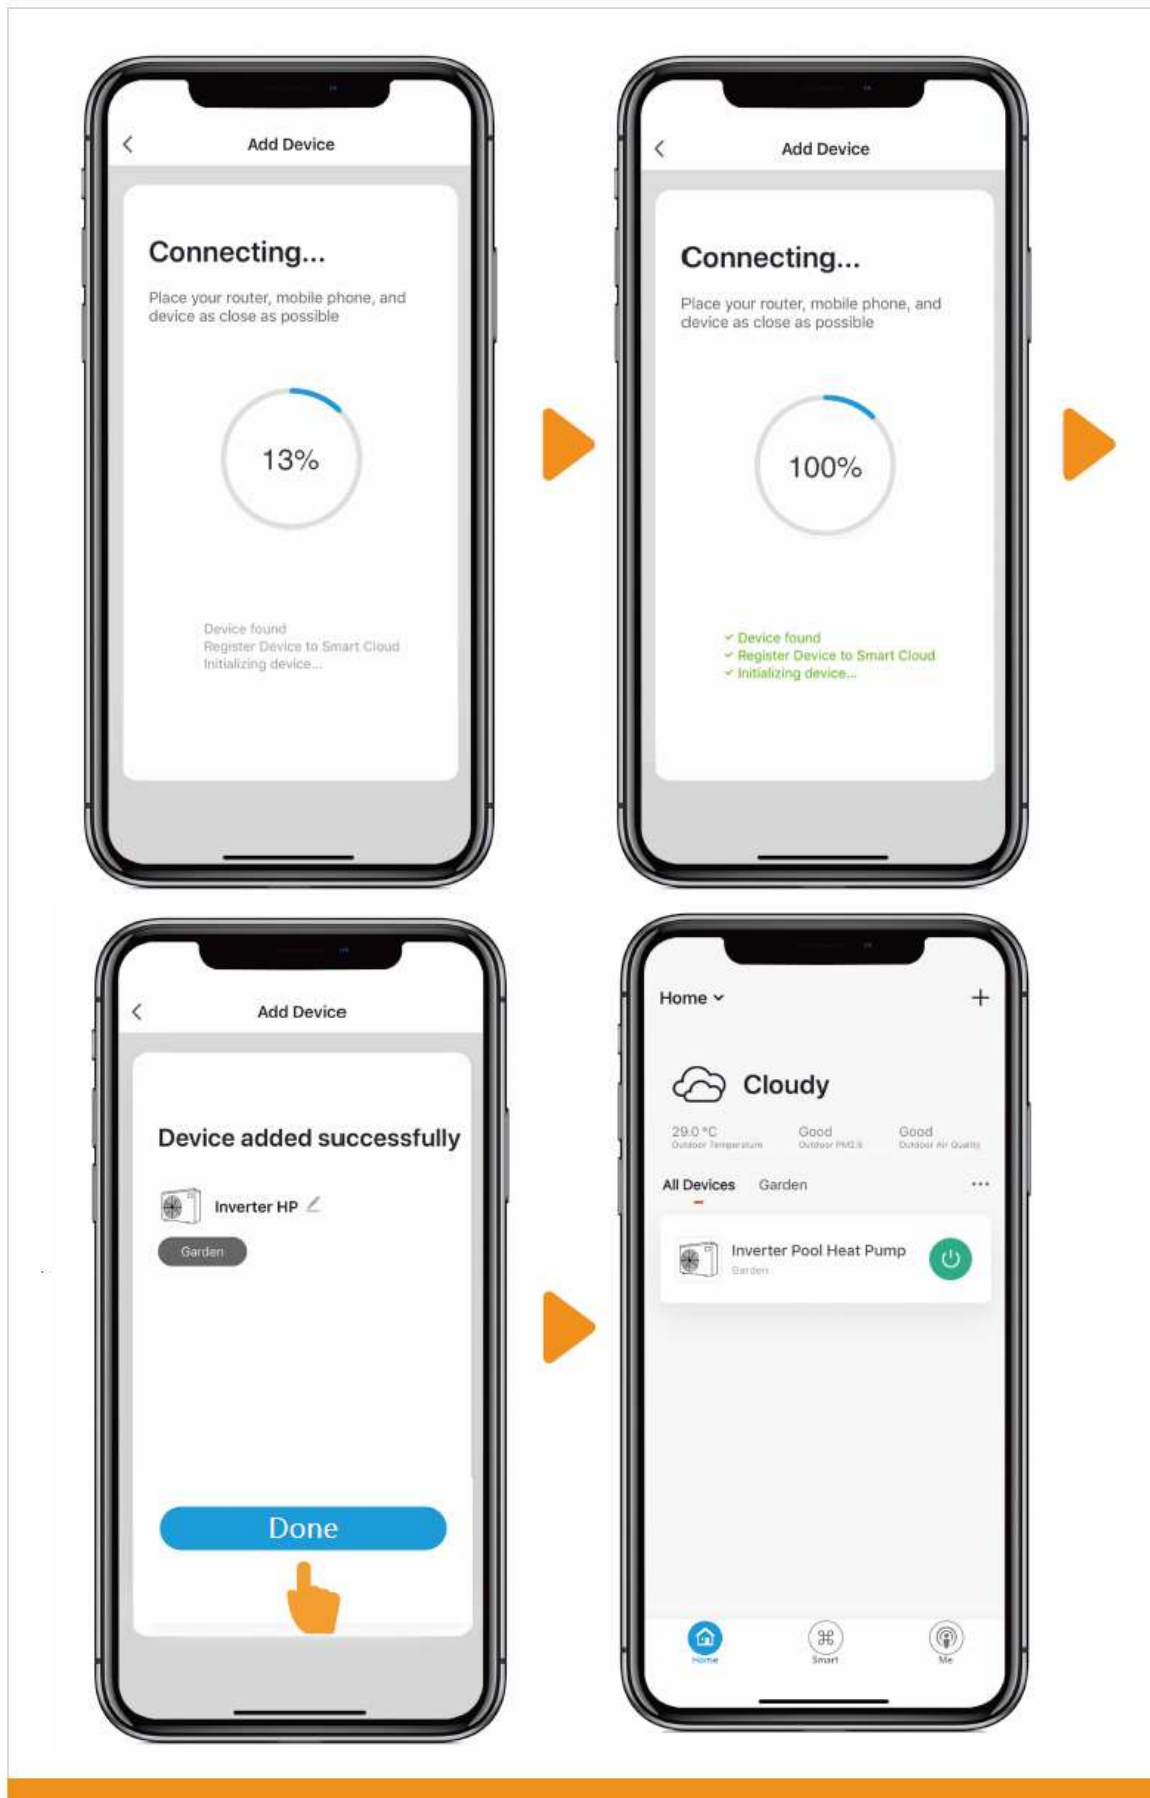 Add Device
Connecting...
Place your router, mobile phone, and
device as close as possible
13%
Device found
Register Device to Smart Cloud
Initializing device...
Add Device
Connecting...
Place your router, mobile phone, and
device as close as possible
100%
Device found
Register Device to Smart Cloud
Initializing device...
Add Device
Device added successfully
Inverter HP
Garden
Done
Home
Cloudy
29.0 °C Good Good
Outdoor Temperature Outdoor PM2.5 Outdoor Air Quality
All Devices Garden
Inverter Pool Heat Pump
Garden
Home Smart Me